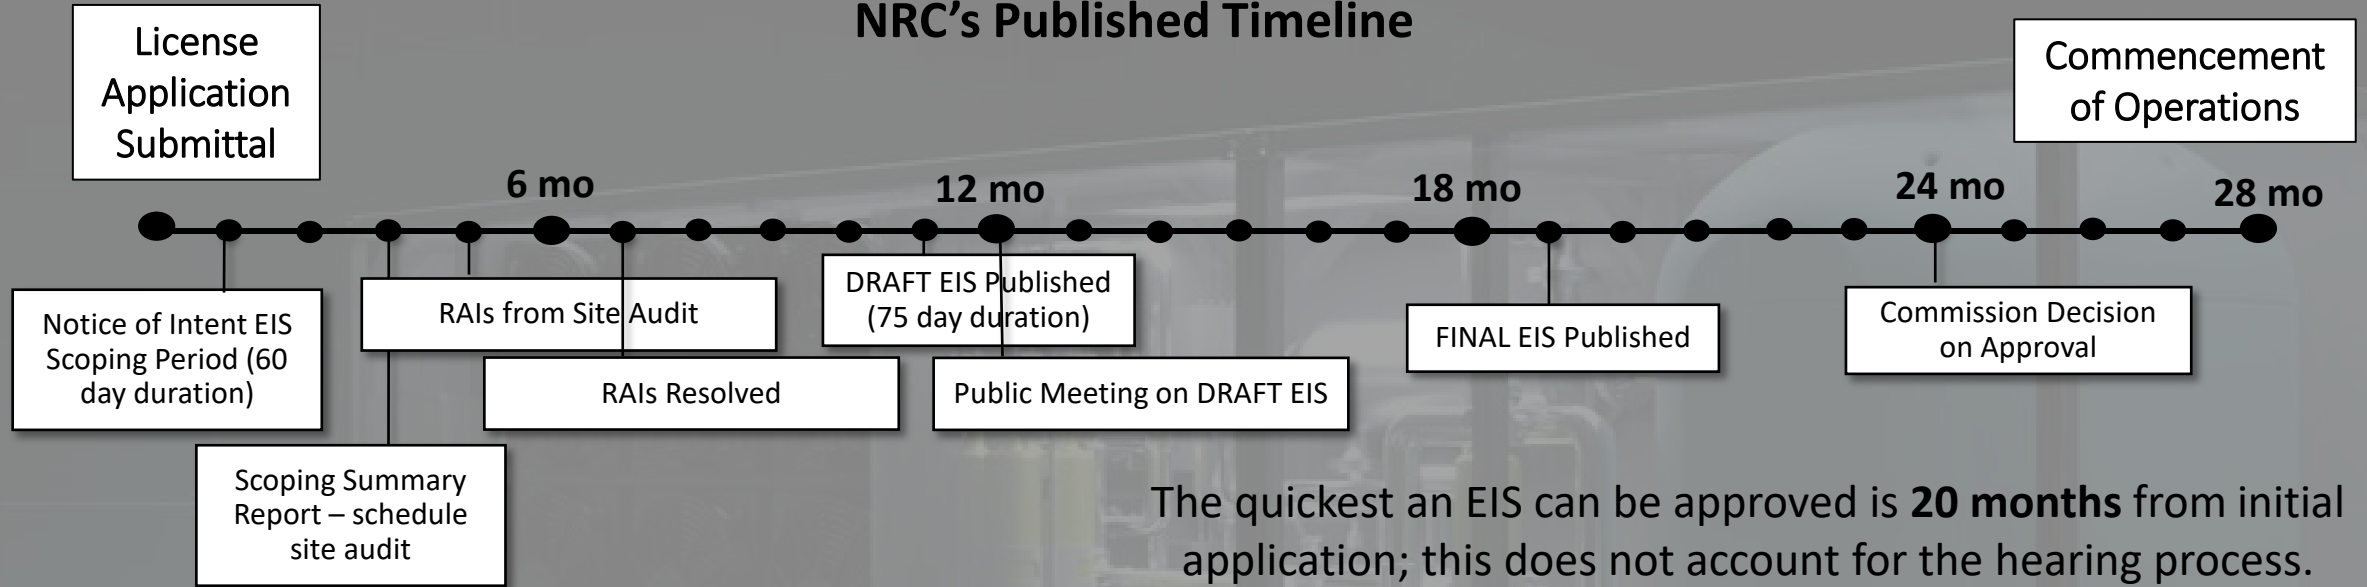 NRC's Published Timeline
License
Application
Submittal
Commencement
of Operations
6 mo
12 mo
18 mo
24 mo
28 mo
Notice of Intent EIS
Scoping Period (60
day duration)
Scoping Summary
Report – schedule
site audit
RAIs from Site Audit
RAIs Resolved
DRAFT EIS Published
(75 day duration)
Public Meeting on DRAFT EIS
FINAL EIS Published
Commission Decision
on Approval
The quickest an EIS can be approved is 20 months from initial
application; this does not account for the hearing process.